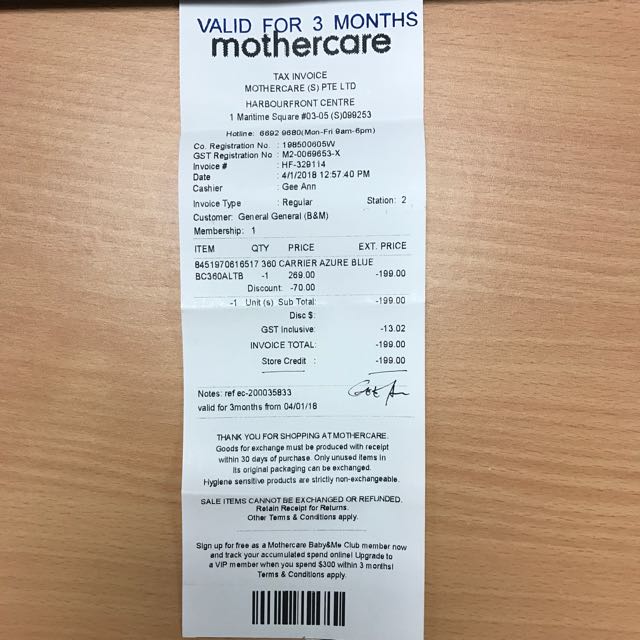 VALID FOR 3 MONTHS
mothercare
TAX INVOICE
MOTHERCARE (S) PTE LTD
HARBOURFRONT CENTRE
1 Maritime Square #03-05 (S)099253
Hotline: 6692 9680(Mon-Fri 9am-6pm)
Co. Registration No. : 198500605W
GST Registration No : M2-0069653-X
Invoice # : HF-329114
Date : 4/1/2018 12:57:40 PM
Cashier : Gee Ann
Invoice Type : Regular Station: 2
Customer: General General (B&M)
Membership: 1
ITEM QTY PRICE EXT. PRICE
8451970616517 360 CARRIER AZURE BLUE
BC360ALTB -1 269.00 -199.00
Discount: -70.00
-1 Unit(s) Sub Total: -199.00
Disc $:
GST Inclusive: -13.02
INVOICE TOTAL: -199.00
Store Credit : -199.00
Gee An
Notes: ref ec-200035833
valid for 3months from 04/01/18
THANK YOU FOR SHOPPING AT MOTHERCARE.
Goods for exchange must be produced with receipt
within 30 days of purchase. Only unused items in
its original packaging can be exchanged.
Hygiene sensitive products are strictly non-exchangeable.
SALE ITEMS CANNOT BE EXCHANGED OR REFUNDED.
Retain Receipt for Returns.
Other Terms & Conditions apply.
Sign up for free as a Mothercare Baby&Me Club member now
and track your accumulated spend online! Upgrade to
a VIP member when you spend $300 within 3 months!
Terms & Conditions apply.